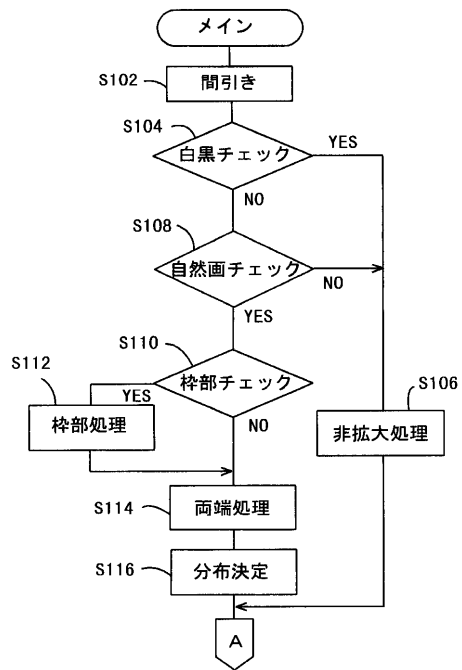 メイン
S102
間引き
S104
白黒チェック
YES
NO
S108
自然画チェック
NO
YES
S110
枠部チェック
S112
YES
枠部処理
NO
S106
非拡大処理
S114
両端処理
S116
分布決定
A